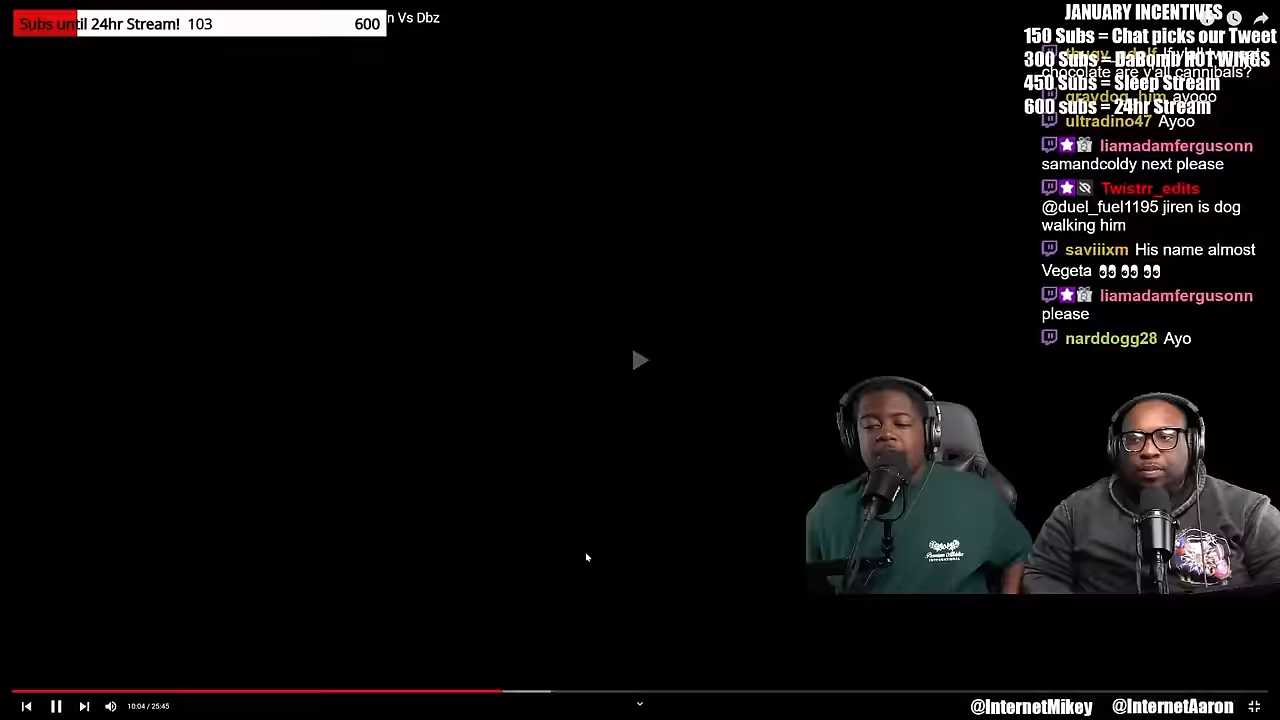 Subs until 24hr Stream! 103 600
n Vs Dbz
JANUARY INCENTIVES
150 Subs = Chat picks our Tweet
300 Subs = DaBomb HOT WINGS
450 Subs = Sleep Stream
600 subs = 24hr Stream
chocolate are y'all cannibals?
graydog_him ayooo
ultradino47 Ayoo
liamadamfergusonn
samandcoldy next please
Twistrr_edits
@duel_fuel1195 jiren is dog
walking him
saviiixm His name almost
Vegeta 👀 👀 👀
liamadamfergusonn
please
narddogg28 Ayo
10:04 / 25:45
@InternetMikey @InternetAaron